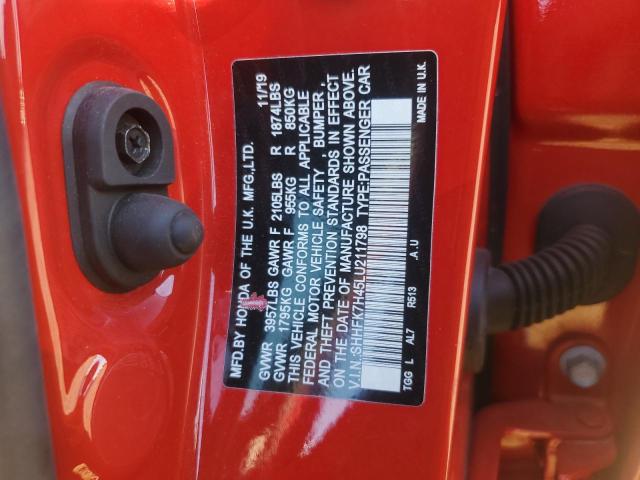 MFD.BY HONDA OF THE U.K. MFG.,LTD. 11/19
GVWR 3957LBS GAWR F 2105LBS R 1874LBS
GVWR 1795KG GAWR F 955KG R 850KG
THIS VEHICLE CONFORMS TO ALL APPLICABLE
FEDERAL MOTOR VEHICLE SAFETY, BUMPER,
AND THEFT PREVENTION STANDARDS IN EFFECT
ON THE DATE OF MANUFACTURE SHOWN ABOVE.
V.I.N.:SHHFK7H45LU211798 TYPE:PASSENGER CAR
TGG L AL7 R513 .A.U MADE IN U.K.